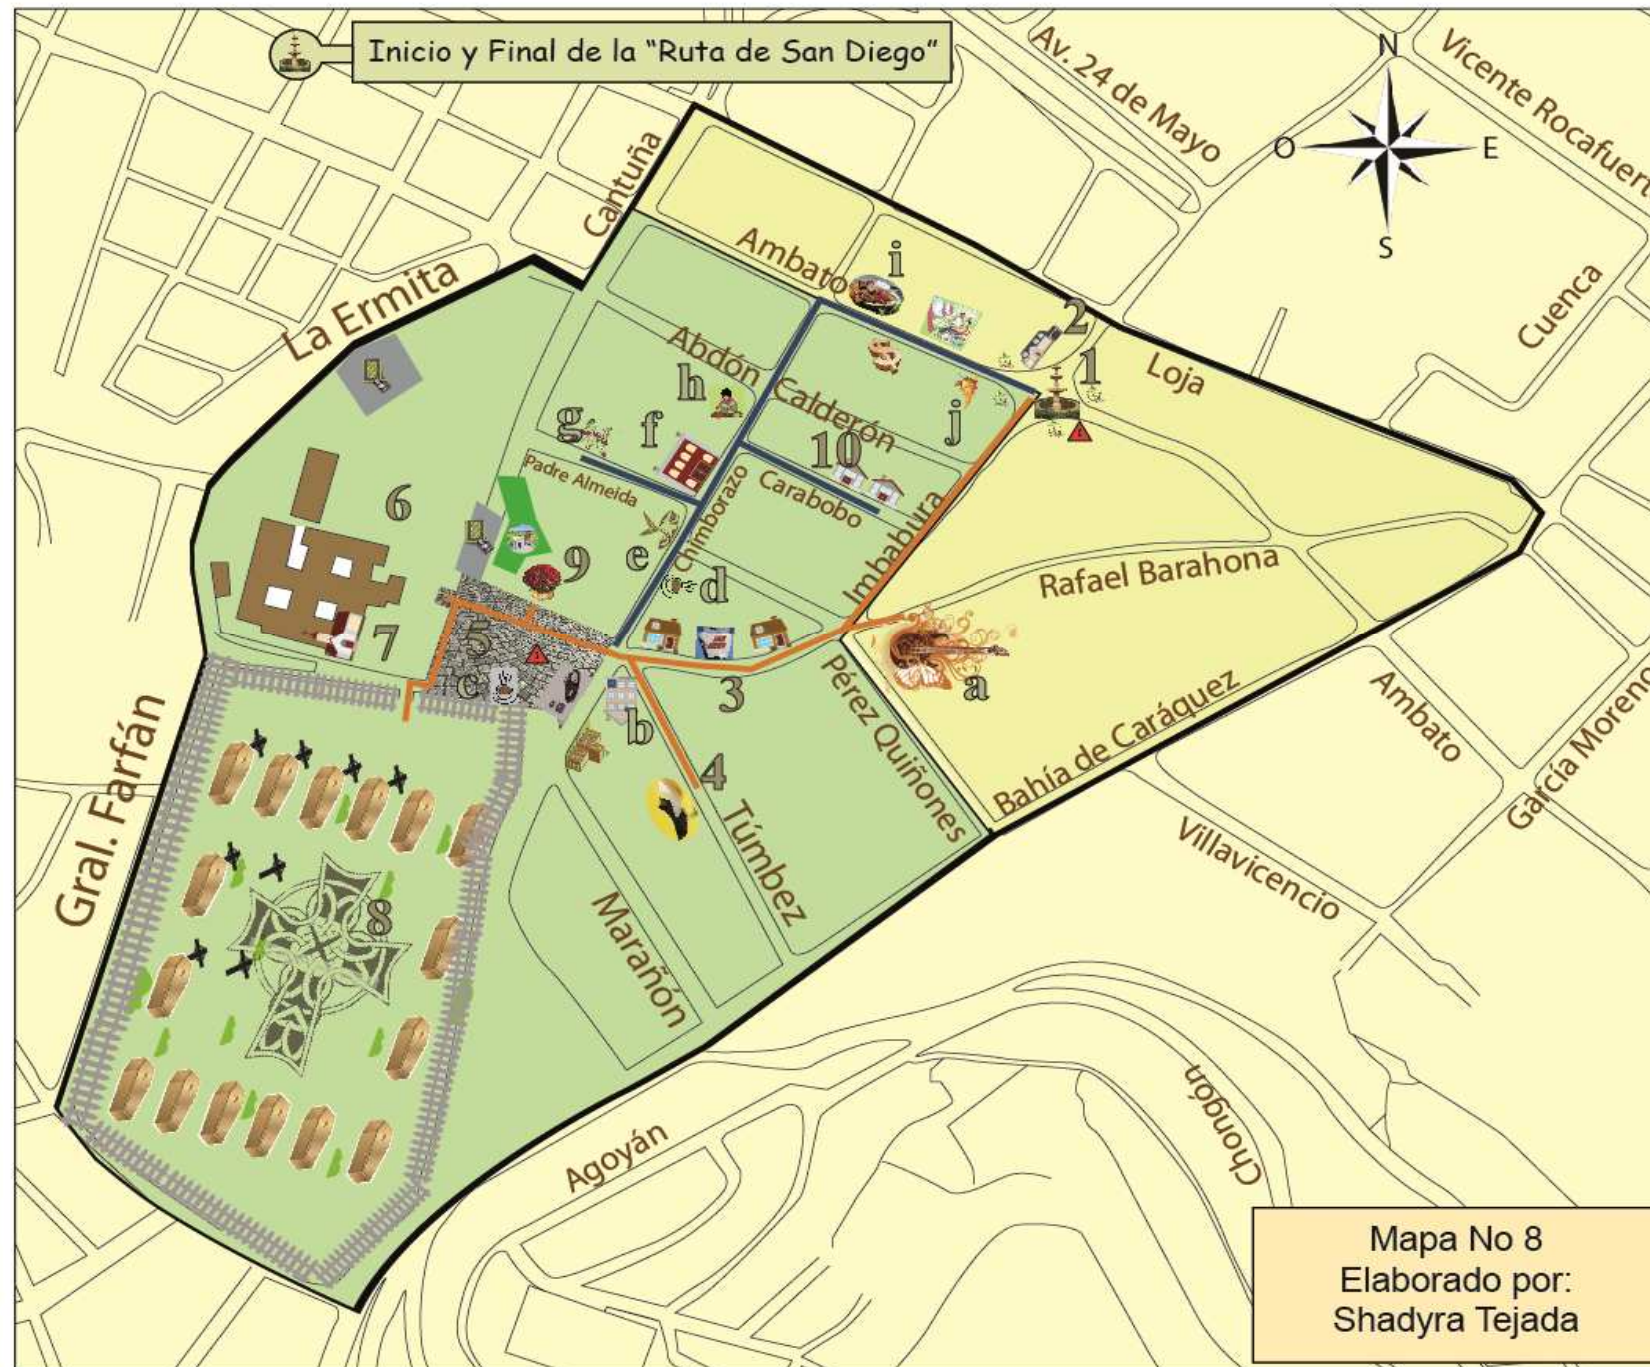 Inicio y Final de la "Ruta de San Diego"
N
O
E
S
Av. 24 de Mayo
Vicente Rocafuert
Cantuña
La Ermita
Ambato
i
2
1
Loja
Cuenca
Abdón
Calderón
h
g
f
j
10
Padre Almeida
Chimborazo
Carabobo
Imbabura
6
9
e
d
Rafael Barahona
7
5
c
3
a
b
4
Pérez Quiñones
Bahía de Caráquez
Ambato
García Moreno
Villavicencio
Gral. Farfán
Túmbez
Marañón
8
Agoyán
Chongón
Mapa No 8
Elaborado por:
Shadyra Tejada